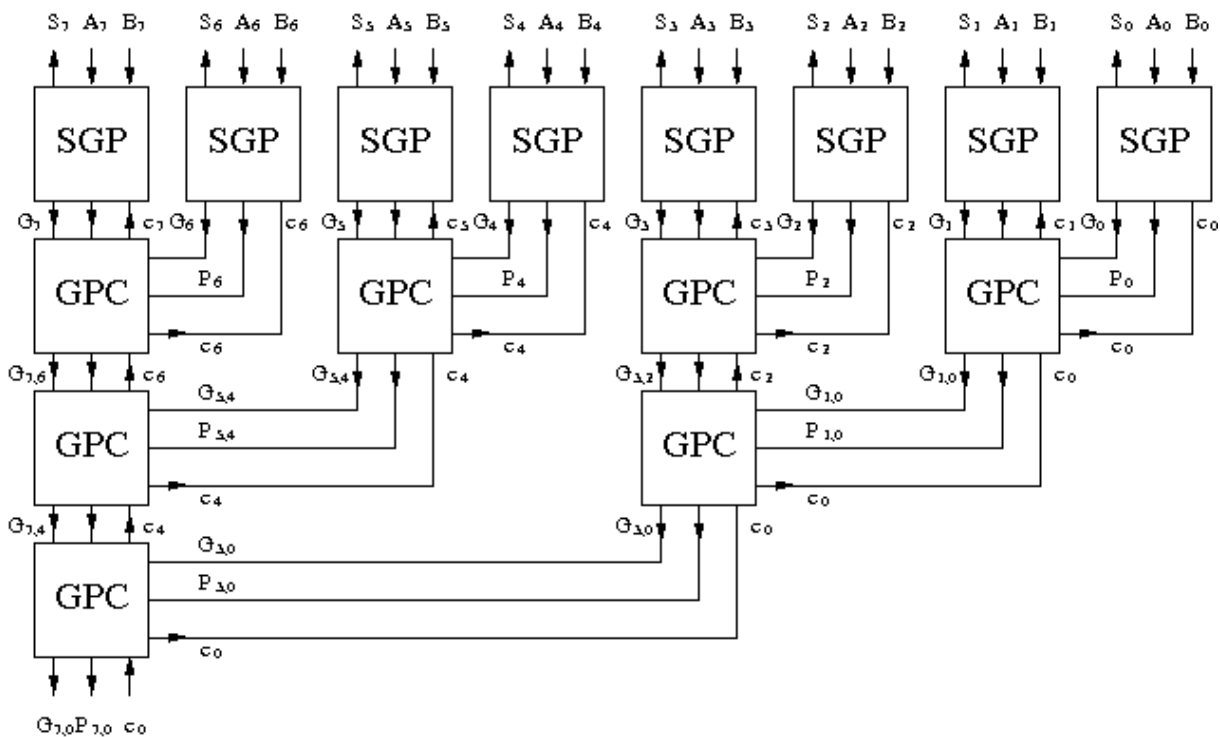 S₇ A₇ B₇ S₆ A₆ B₆ S₅ A₅ B₅ S₄ A₄ B₄ S₃ A₃ B₃ S₂ A₂ B₂ S₁ A₁ B₁ S₀ A₀ B₀
SGP SGP SGP SGP SGP SGP SGP SGP
G₇ c₇ G₆ c₆ G₅ c₅ G₄ c₄ G₃ c₃ G₂ c₂ G₁ c₁ G₀ c₀
GPC P₆ GPC P₄ GPC P₂ GPC P₀
c₆ c₄ c₂ c₀
G₇,₆ c₆ G₅,₄ c₄ G₃,₂ c₂ G₁,₀ c₀
G₅,₄ G₁,₀
GPC P₅,₄ GPC P₁,₀
c₄ c₀
G₇,₄ c₄ G₃,₀ c₀
G₃,₀
GPC P₃,₀
c₀
G₇,₀ P₇,₀ c₀